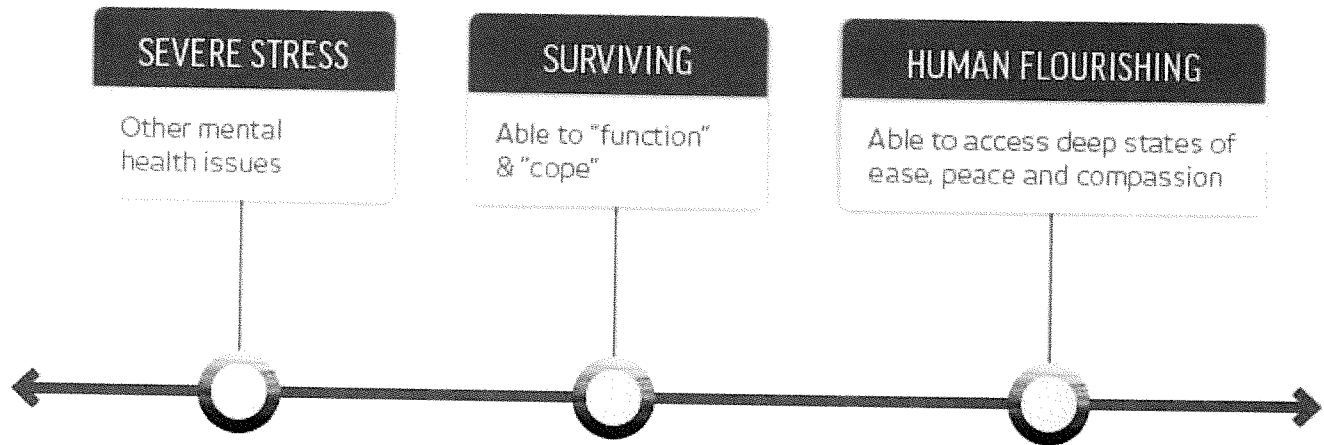 SEVERE STRESS
Other mental
health issues
SURVIVING
Able to "function"
& "cope"
HUMAN FLOURISHING
Able to access deep states of
ease, peace and compassion